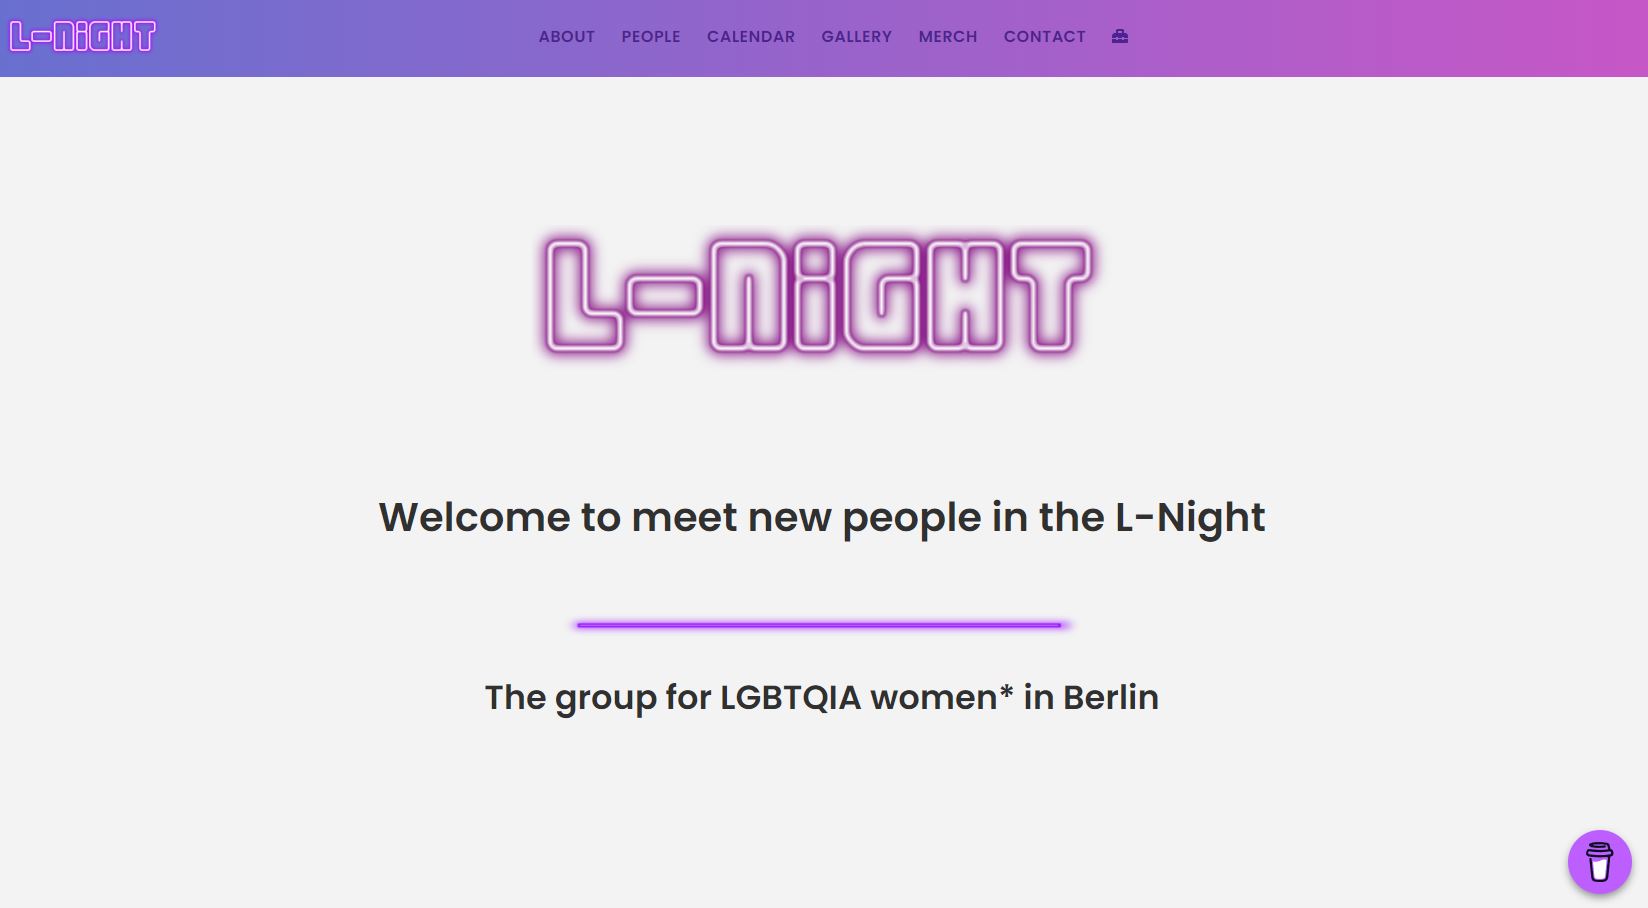 L-NiGHT
ABOUT PEOPLE CALENDAR GALLERY MERCH CONTACT
L-NiGHT
Welcome to meet new people in the L-Night
The group for LGBTQIA women* in Berlin